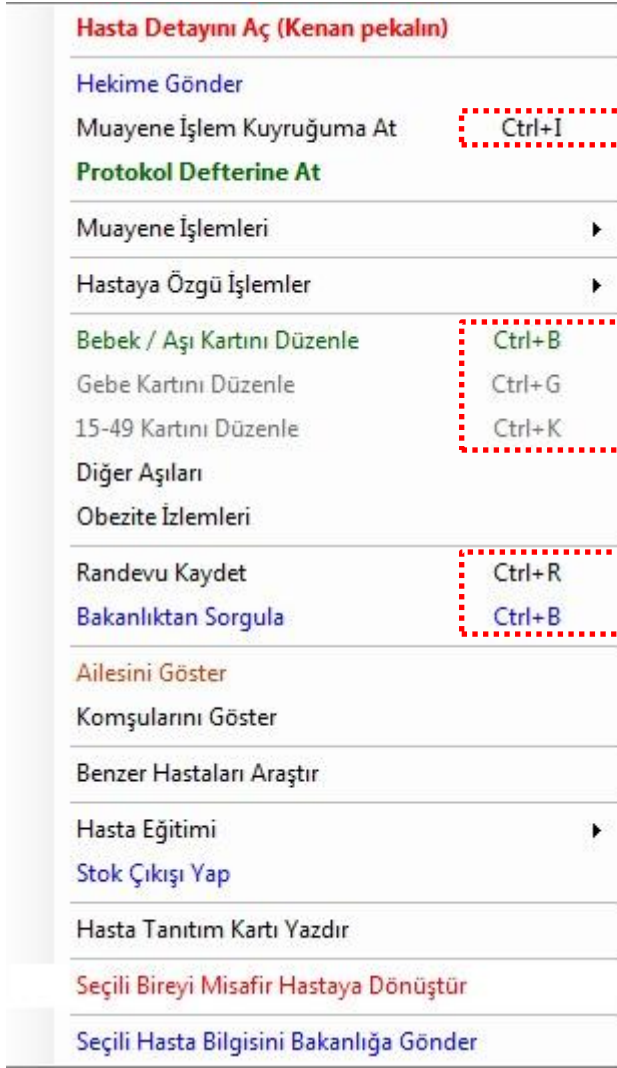 Hasta Detayını Aç (Kenan pekalın)
Hekime Gönder
Muayene İşlem Kuyruğuma At Ctrl+I
Protokol Defterine At
Muayene İşlemleri
Hastaya Özgü İşlemler
Bebek / Aşı Kartını Düzenle Ctrl+B
Gebe Kartını Düzenle Ctrl+G
15-49 Kartını Düzenle Ctrl+K
Diğer Aşıları
Obezite İzlemleri
Randevu Kaydet Ctrl+R
Bakanlıktan Sorgula Ctrl+B
Ailesini Göster
Komşularını Göster
Benzer Hastaları Araştır
Hasta Eğitimi
Stok Çıkışı Yap
Hasta Tanıtım Kartı Yazdır
Seçili Bireyi Misafir Hastaya Dönüştür
Seçili Hasta Bilgisini Bakanlığa Gönder